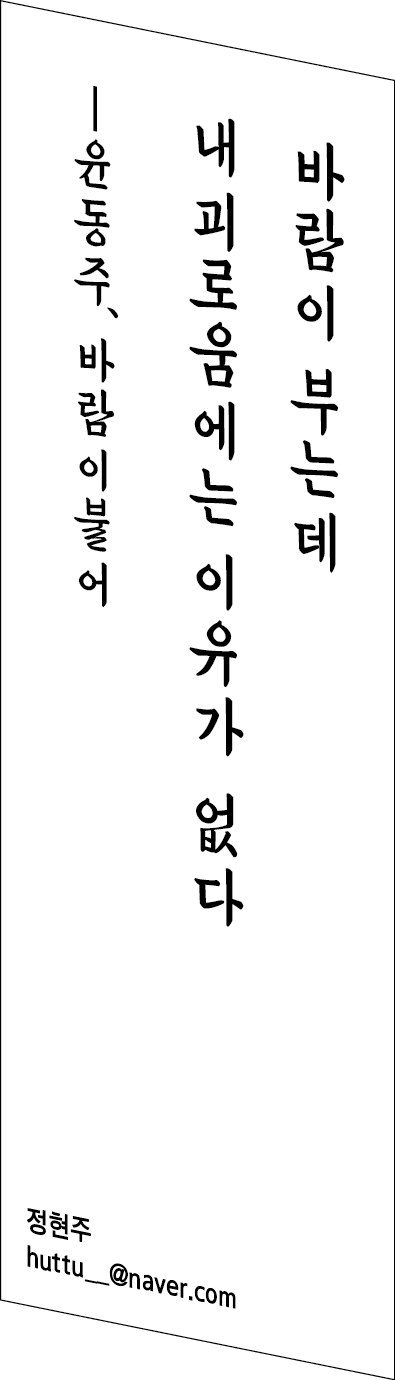 바람이 부는데
내 괴로움에는 이유가 없다
—윤동주, 바람이불어
정현주
huttu__@naver.com